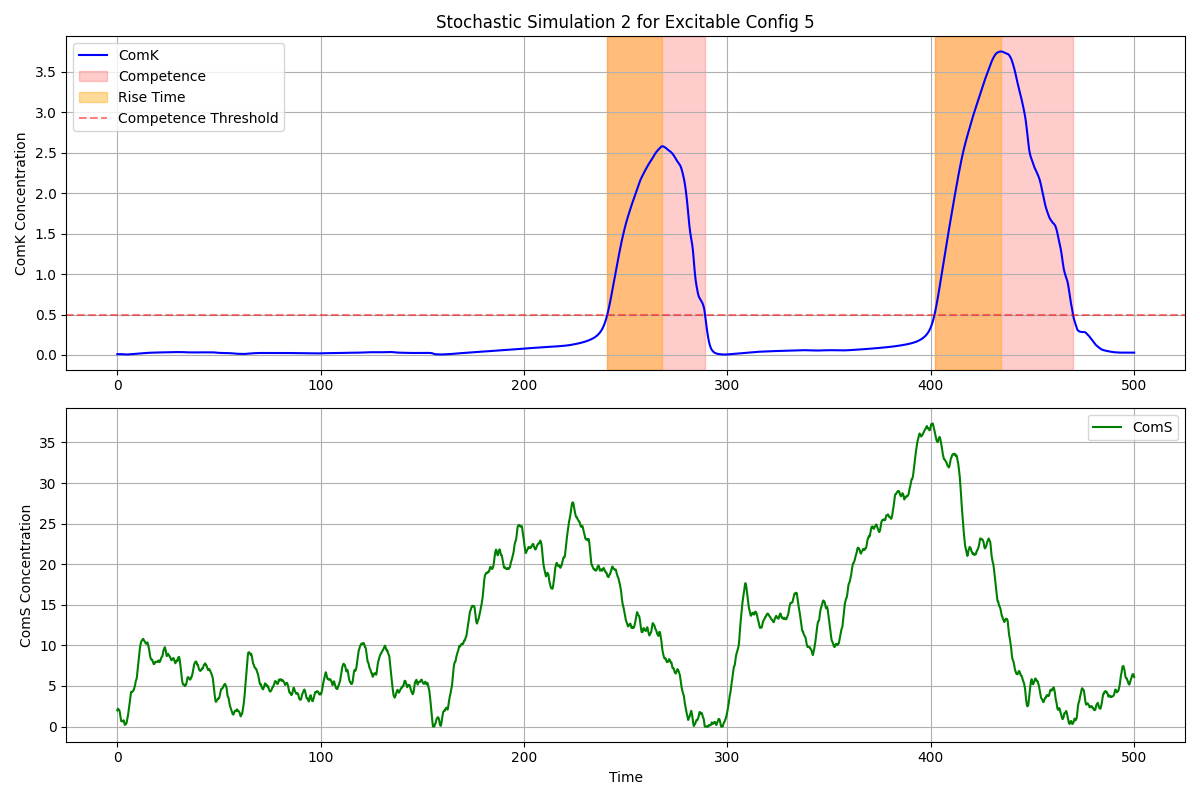 Stochastic Simulation 2 for Excitable Config 5
ComK Concentration
3.5
3.0
2.5
2.0
1.5
1.0
0.5
0.0
ComK
Competence
Rise Time
Competence Threshold
0 100 200 300 400 500
ComS Concentration
35
30
25
20
15
10
5
0
ComS
0 100 200 300 400 500
Time